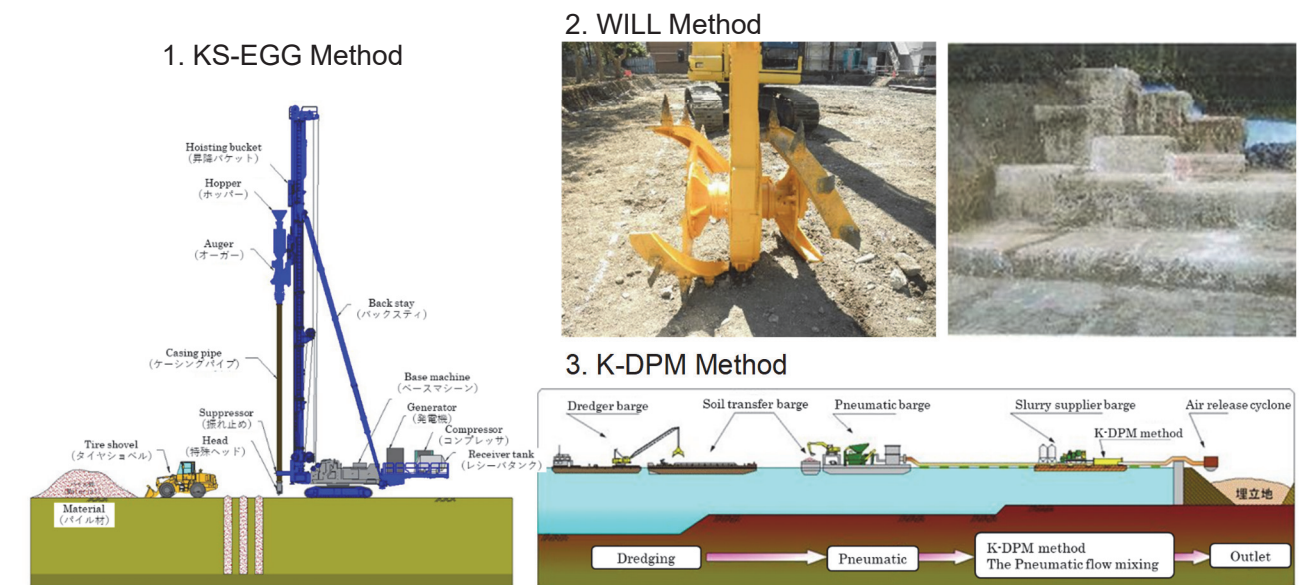 1. KS-EGG Method
Hoisting bucket
(昇降バケット)
Hopper
(ホッパー)
Auger
(オーガー)
Back stay
(バックスティ)
Casing pipe
(ケーシングパイプ)
Base machine
(ベースマシーン)
Generator
(発電機)
Compressor
(コンプレッサ)
Receiver tank
(レシーバタンク)
Suppressor
(振れ止め)
Head
(特殊ヘッド)
Tire shovel
(タイヤショベル)
Material
(パイル材)
2. WILL Method
3. K-DPM Method
Dredger barge
Soil transfer barge
Pneumatic barge
Slurry supplier barge
K-DPM method
Air release cyclone
埋立地
Dredging
Pneumatic
K-DPM method
The Pneumatic flow mixing
Outlet